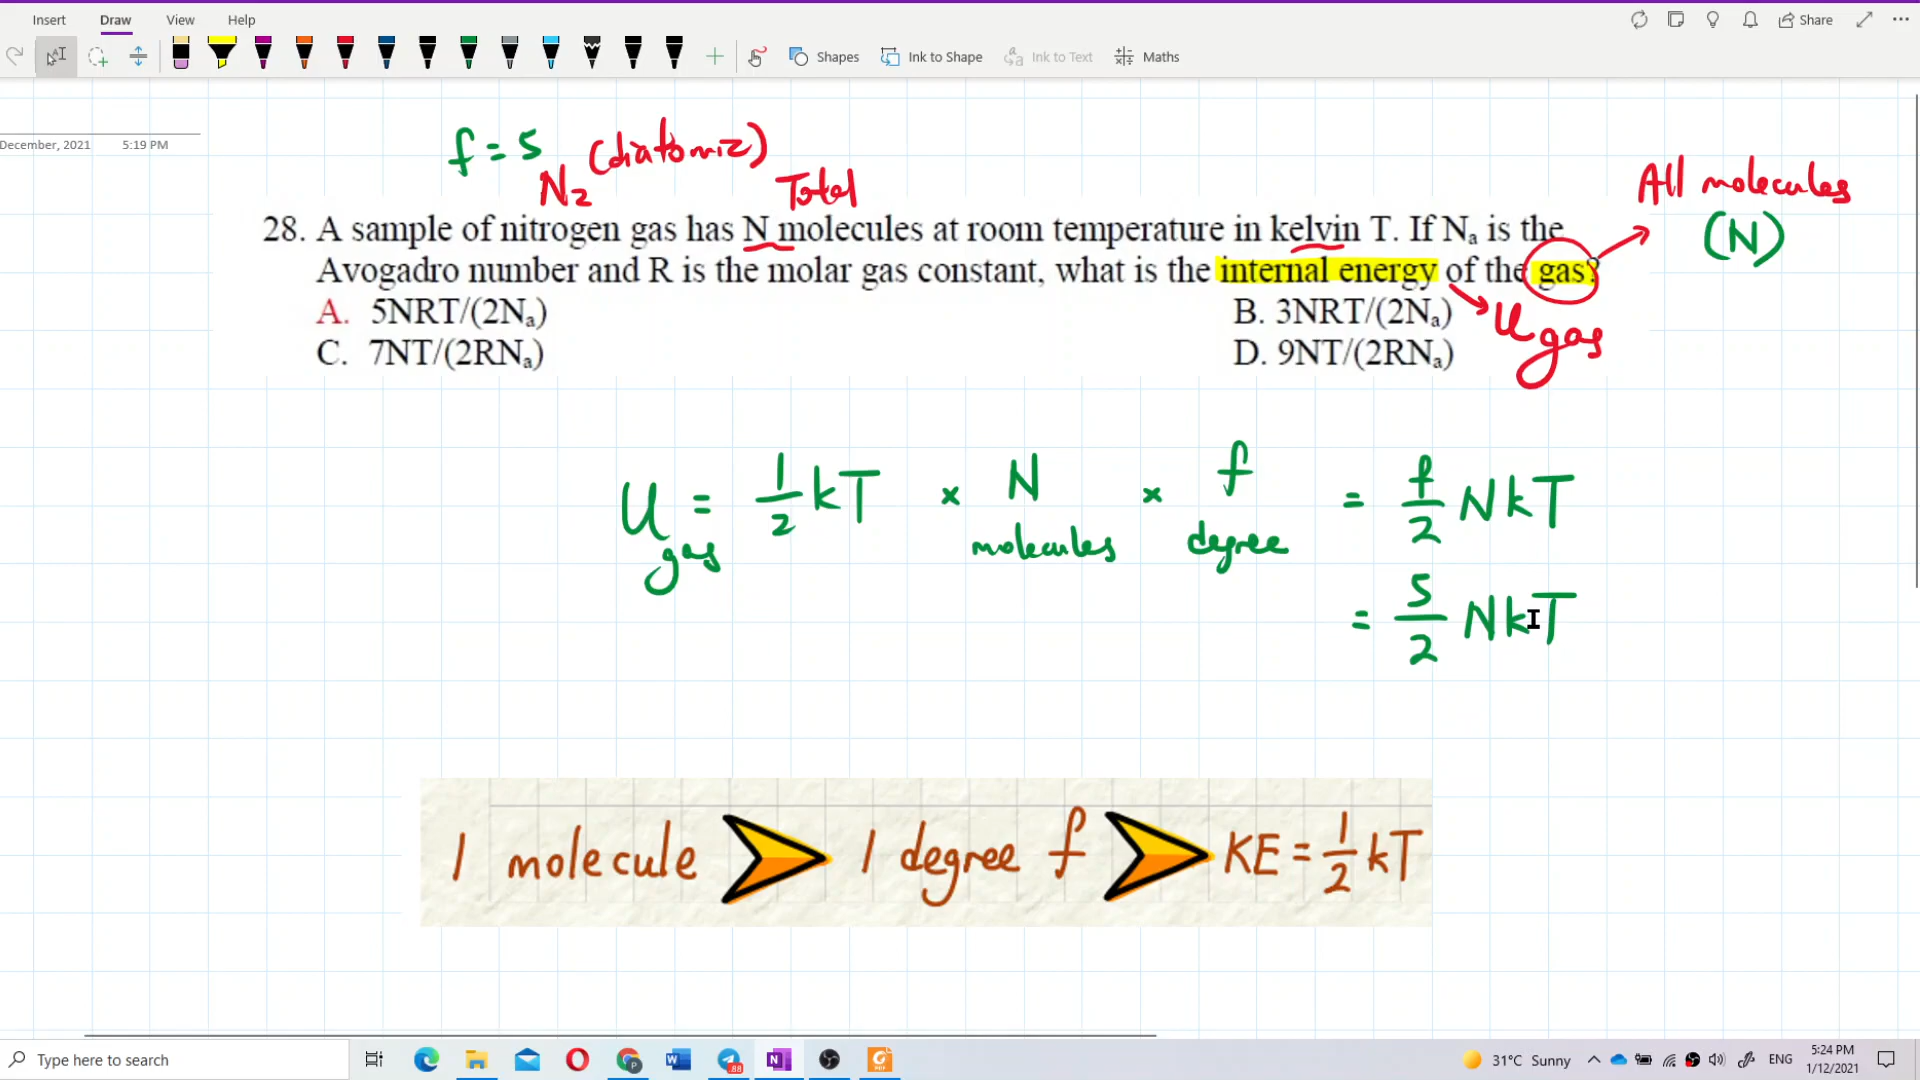 Insert Draw View Help
Share
Shapes Ink to Shape Ink to Text Maths
December, 2021 5:19 PM
f = 5
N2 (diatomic)
Total
All molecules
(N)
28. A sample of nitrogen gas has N molecules at room temperature in kelvin T. If Na is the
Avogadro number and R is the molar gas constant, what is the internal energy of the gas?
A. 5NRT/(2Na) B. 3NRT/(2Na)
C. 7NT/(2RNa) D. 9NT/(2RNa)
U gas
U gas = 1/2 kT × N molecules × f degree = f/2 NkT
= 5/2 NkT
1 molecule 1 degree f KE = 1/2 kT
Type here to search
88
31°C Sunny
ENG
5:24 PM
1/12/2021